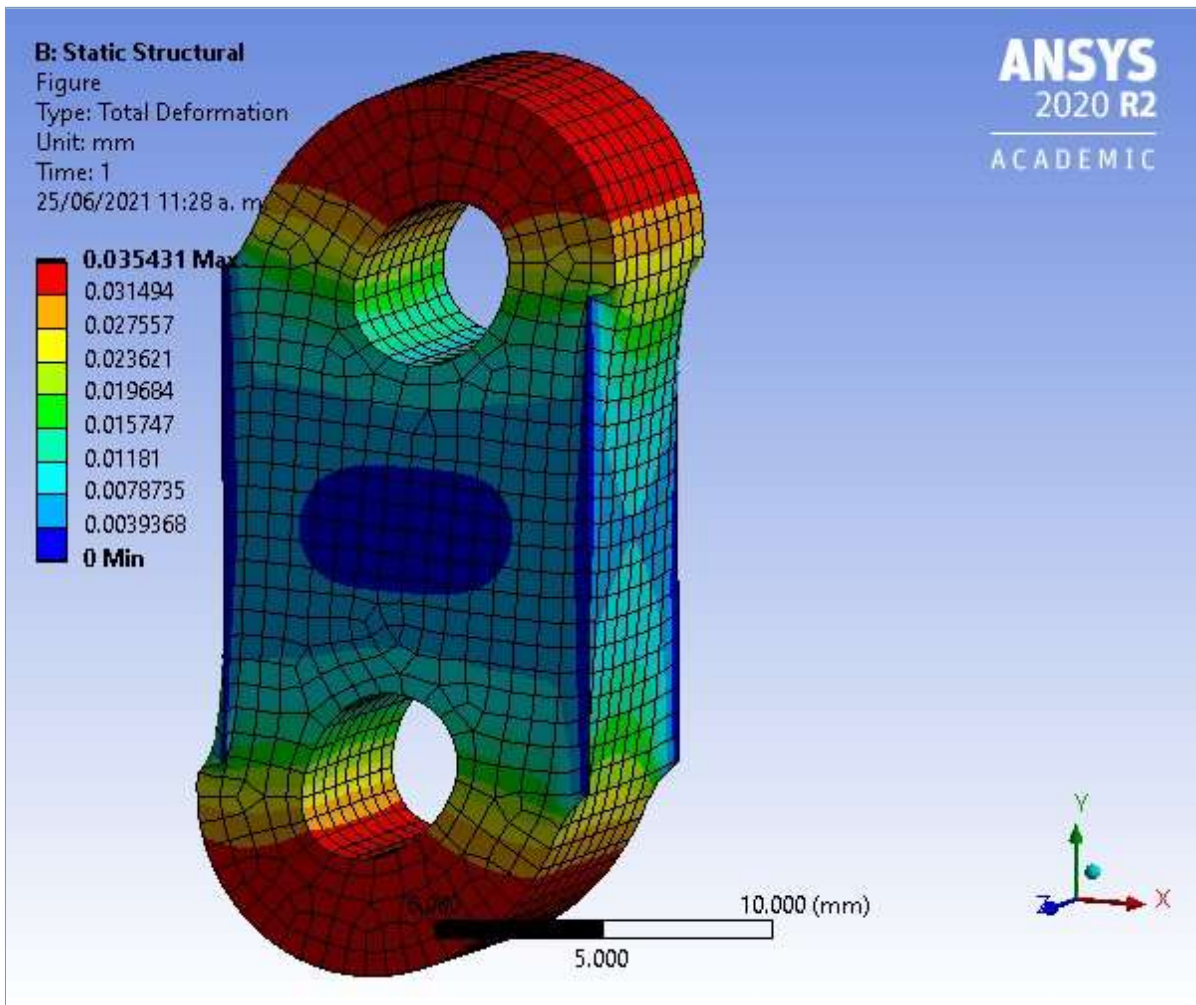 B: Static Structural
Figure
Type: Total Deformation
Unit: mm
Time: 1
25/06/2021 11:28 a. m
0.035431 Max
0.031494
0.027557
0.023621
0.019684
0.015747
0.01181
0.0078735
0.0039368
0 Min
ANSYS
2020 R2
ACADEMIC
10.000 (mm)
5.000
Y
Z
X